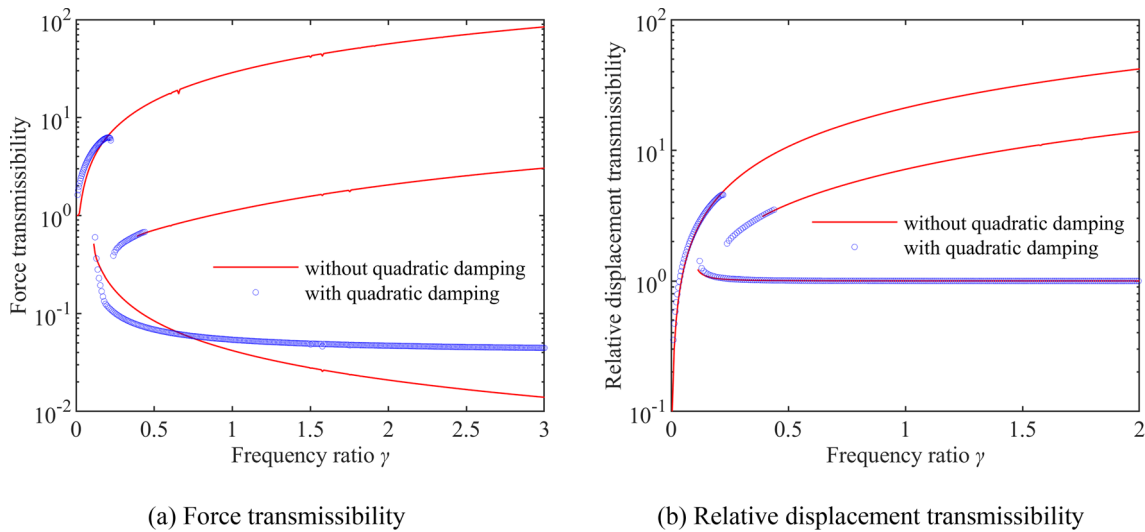 (a)
10^2
10^1
10^0
10^-1
10^-2
Force transmissibility
without quadratic damping
with quadratic damping
0 0.5 1 1.5 2 2.5 3
Frequency ratio γ
(a) Force transmissibility
(b)
10^2
10^1
10^0
10^-1
Relative displacement transmissibility
without quadratic damping
with quadratic damping
0 0.5 1 1.5 2
Frequency ratio γ
(b) Relative displacement transmissibility